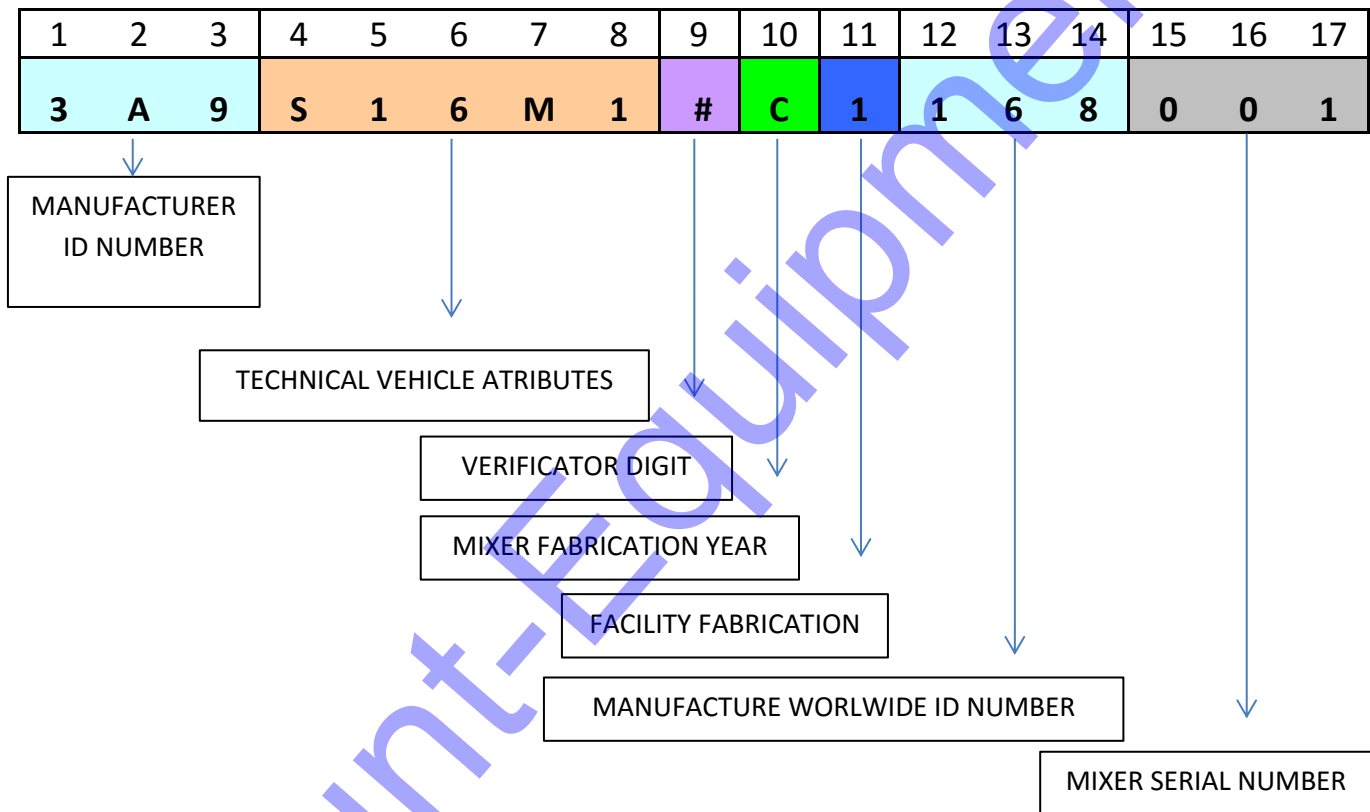 1 2 3 4 5 6 7 8 9 10 11 12 13 14 15 16 17
3 A 9 S 1 6 M 1 # C 1 1 6 8 0 0 1
MANUFACTURER
ID NUMBER
TECHNICAL VEHICLE ATRIBUTES
VERIFICATOR DIGIT
MIXER FABRICATION YEAR
FACILITY FABRICATION
MANUFACTURE WORLWIDE ID NUMBER
MIXER SERIAL NUMBER